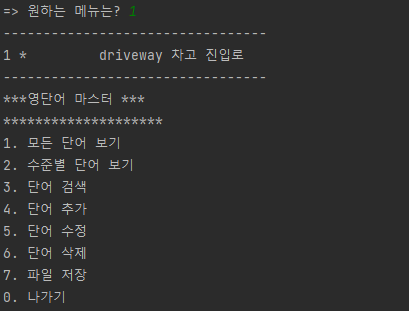 => 원하는 메뉴는? 1
---------------------------------
1 *         driveway 차고 진입로
---------------------------------
***영단어 마스터 ***
********************
1. 모든 단어 보기
2. 수준별 단어 보기
3. 단어 검색
4. 단어 추가
5. 단어 수정
6. 단어 삭제
7. 파일 저장
0. 나가기